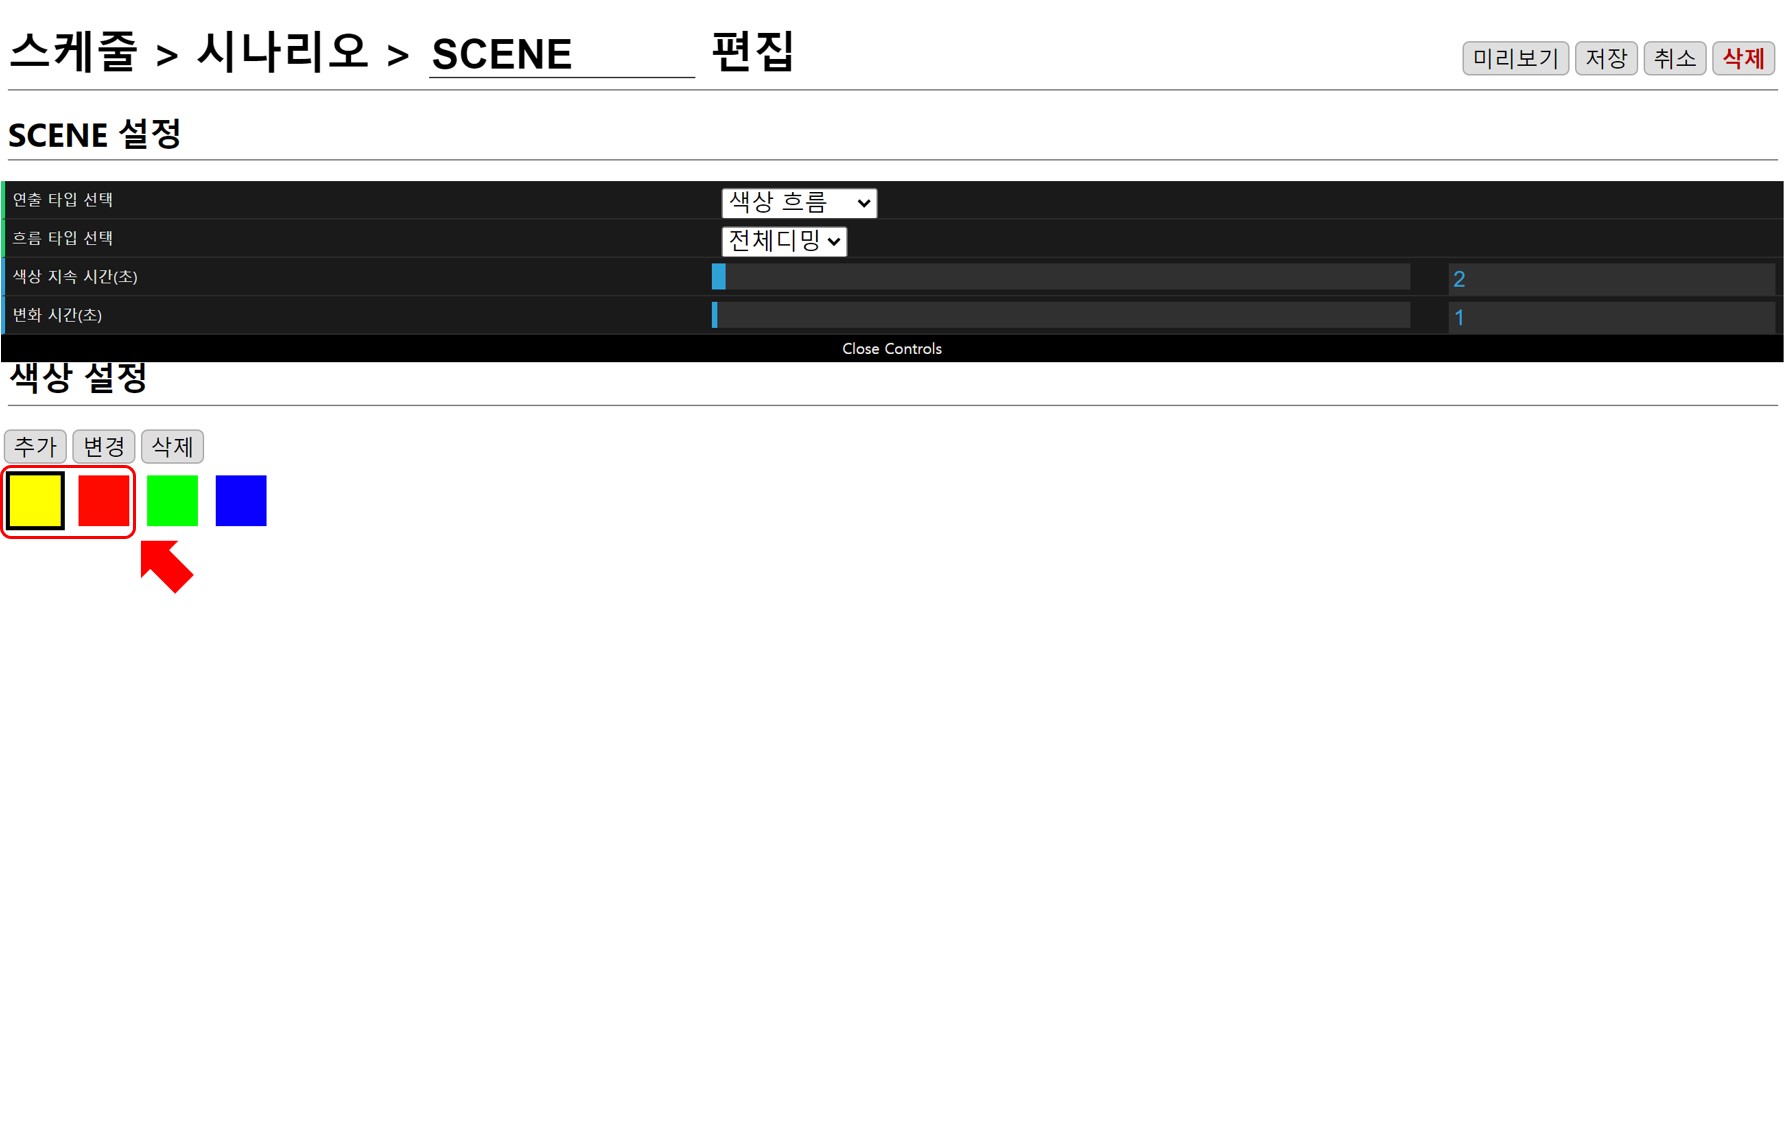 스케줄 > 시나리오 > SCENE 편집
미리보기 저장 취소 삭제
SCENE 설정
연출 타입 선택 색상 흐름
흐름 타입 선택 전체디밍
색상 지속 시간(초) 2
변화 시간(초) 1
Close Controls
색상 설정
추가 변경 삭제